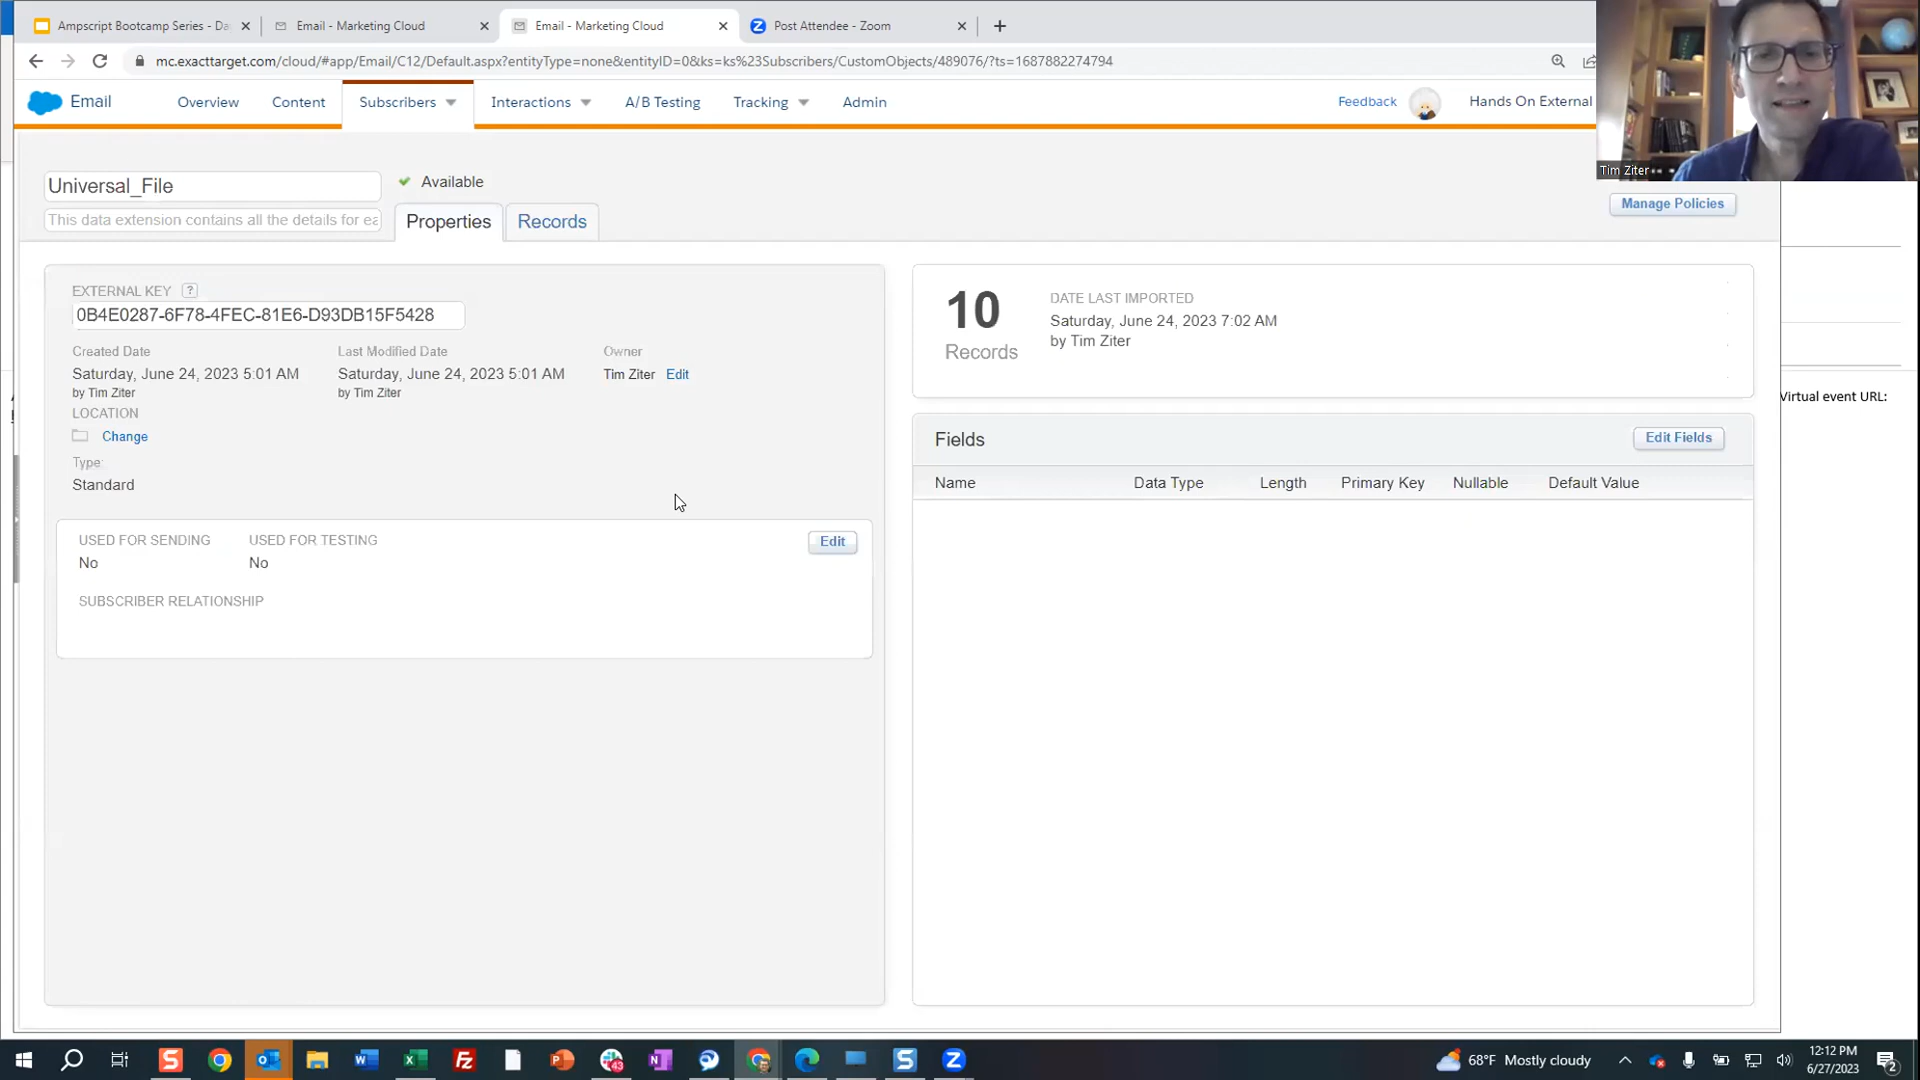 Ampscript Bootcamp Series - Da
Email - Marketing Cloud
Email - Marketing Cloud
Post Attendee - Zoom
mc.exacttarget.com/cloud/#app/Email/C12/Default.aspx?entityType=none&entityID=0&ks=ks%23Subscribers/CustomObjects/489076/?ts=1687882274794
Email
Overview
Content
Subscribers
Interactions
A/B Testing
Tracking
Admin
Feedback
Hands On External
Tim Ziter
Universal_File
Available
This data extension contains all the details for ea
Properties
Records
Manage Policies
EXTERNAL KEY ?
0B4E0287-6F78-4FEC-81E6-D93DB15F5428
Created Date
Last Modified Date
Owner
Saturday, June 24, 2023 5:01 AM
Saturday, June 24, 2023 5:01 AM
Tim Ziter Edit
by Tim Ziter
by Tim Ziter
LOCATION
Change
Type:
Standard
USED FOR SENDING
USED FOR TESTING
Edit
No
No
SUBSCRIBER RELATIONSHIP
10
Records
DATE LAST IMPORTED
Saturday, June 24, 2023 7:02 AM
by Tim Ziter
Virtual event URL:
Fields
Edit Fields
Name
Data Type
Length
Primary Key
Nullable
Default Value
68°F Mostly cloudy
12:12 PM
6/27/2023